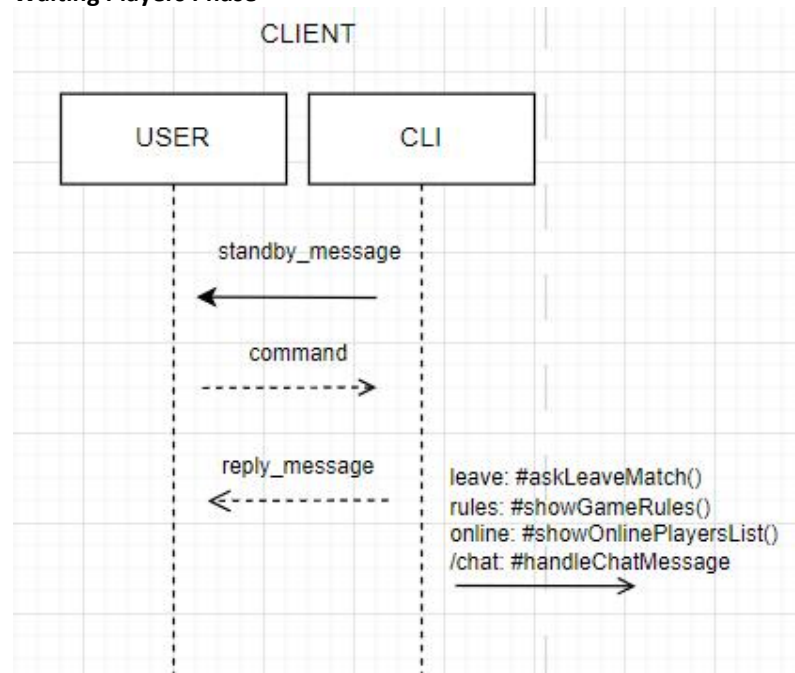 Waiting Players Phase
CLIENT
USER
CLI
standby_message
command
reply_message
leave: #askLeaveMatch()
rules: #showGameRules()
online: #showOnlinePlayersList()
/chat: #handleChatMessage